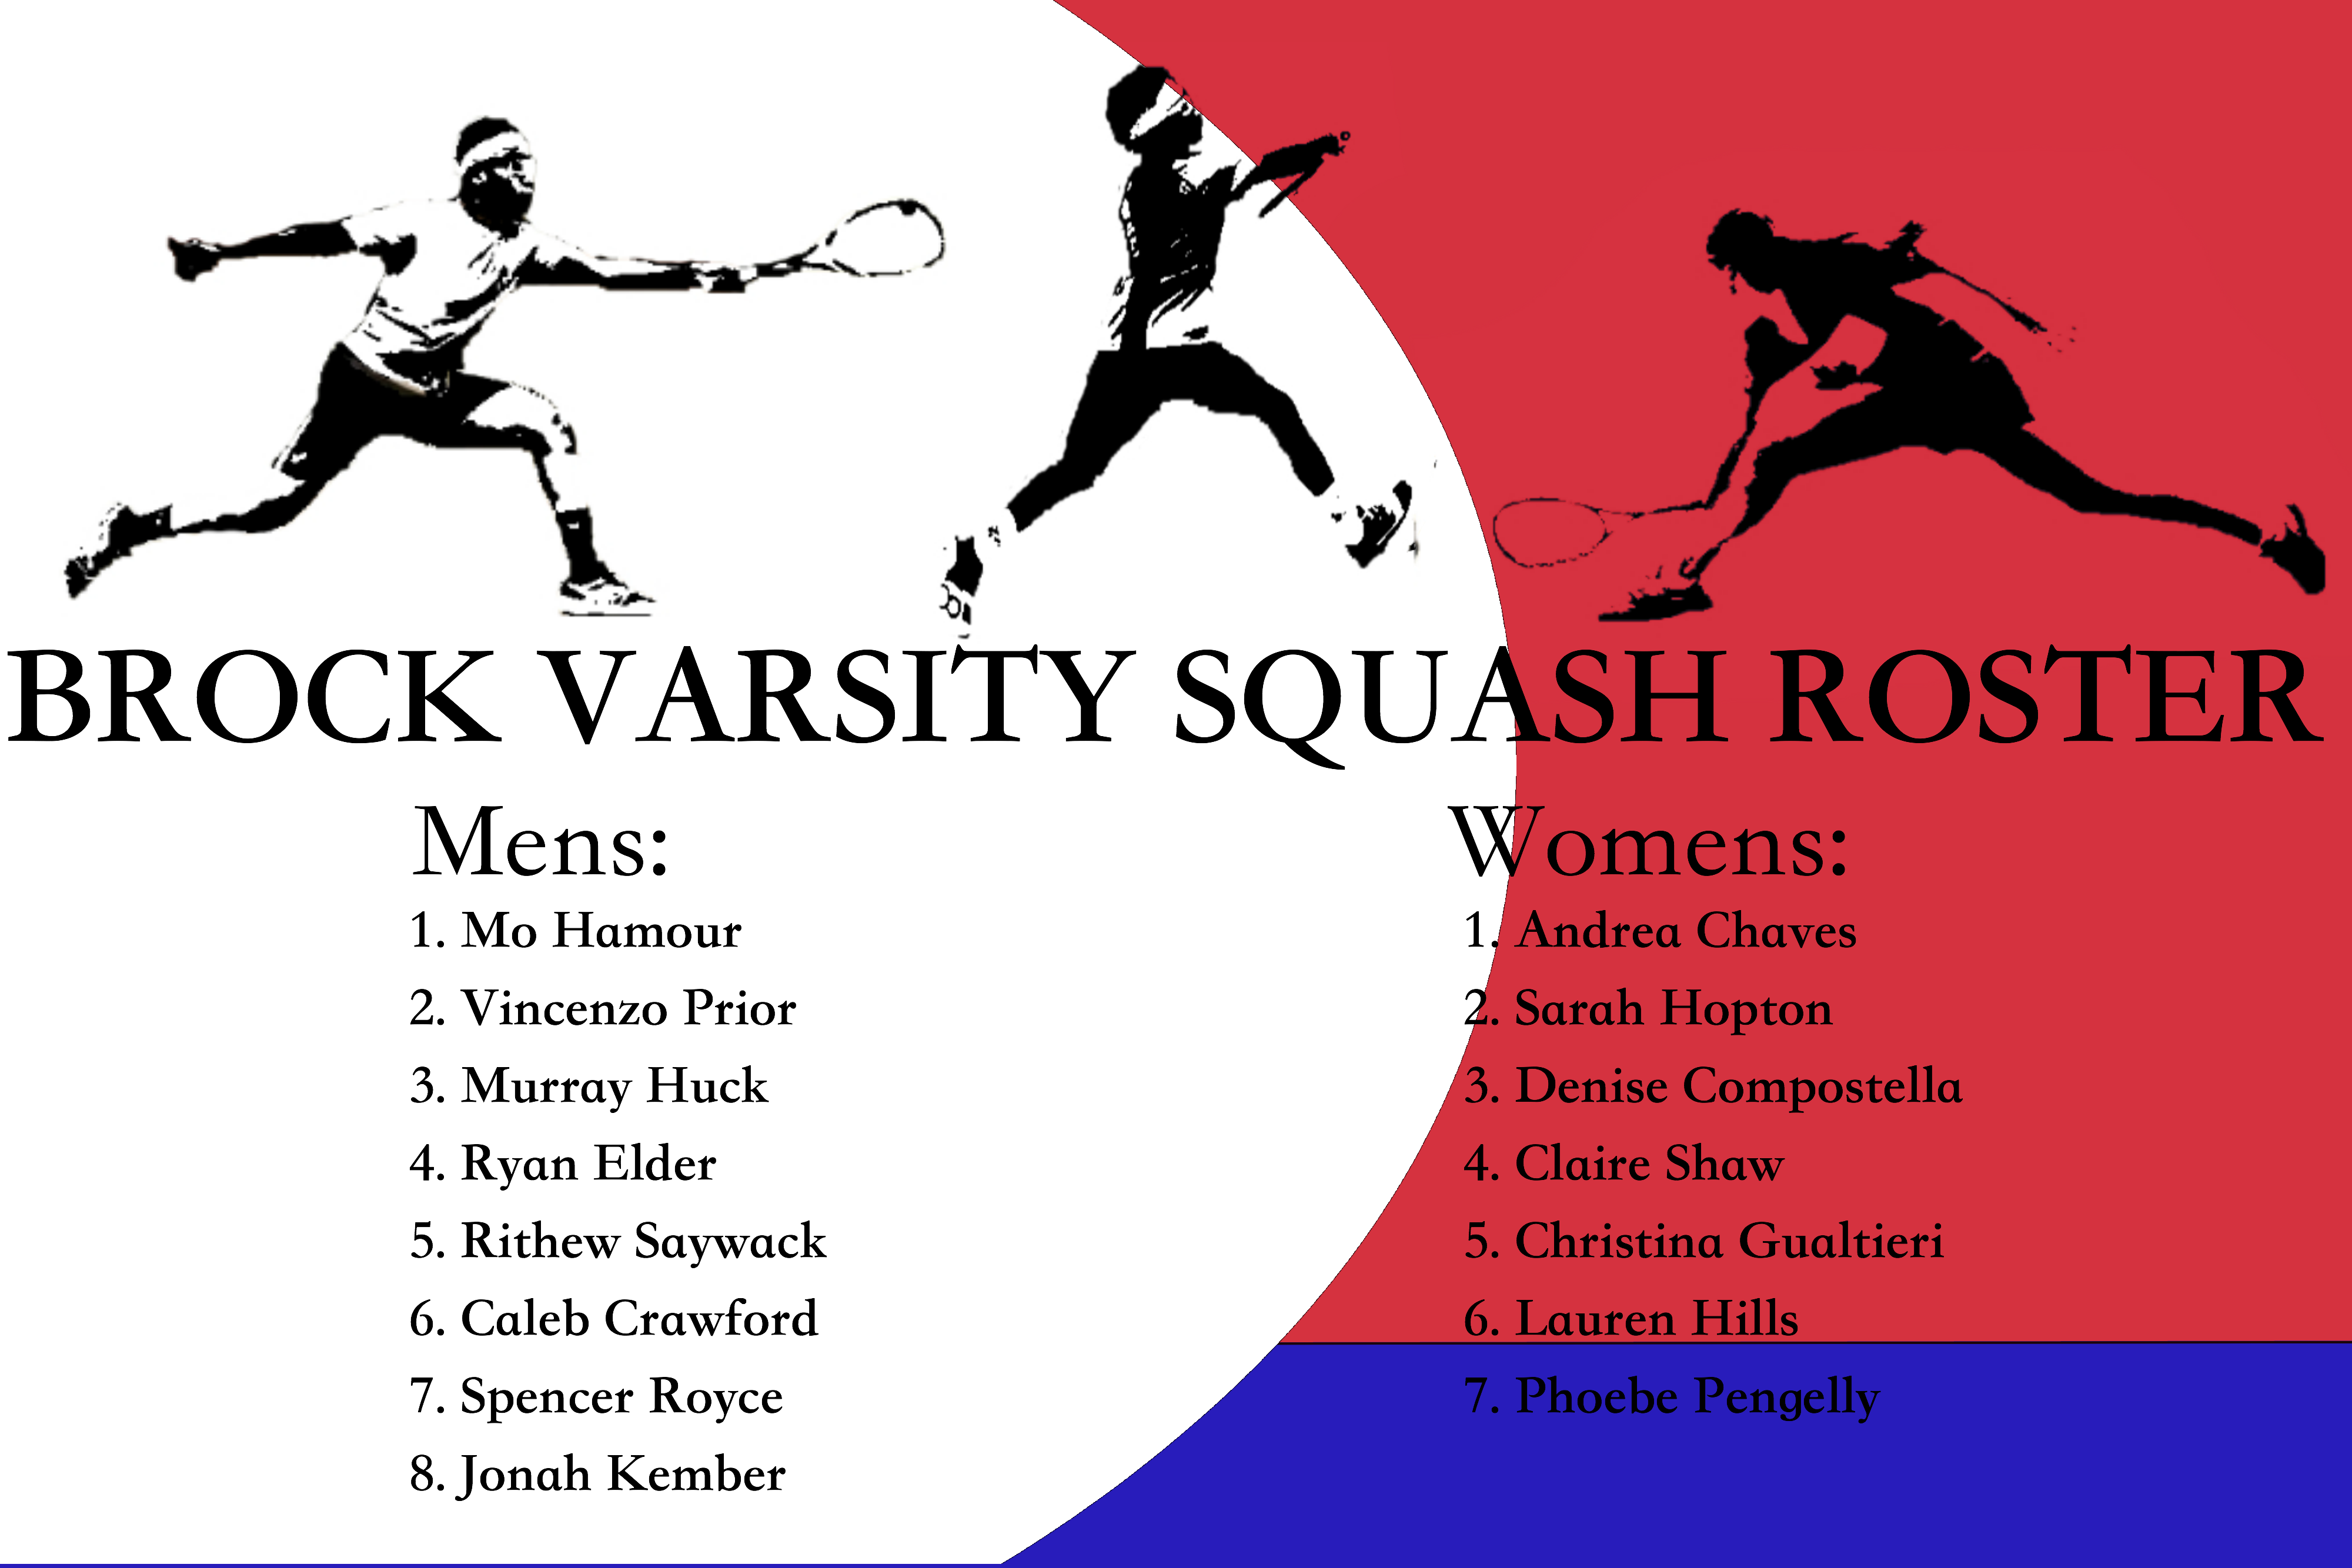 BROCK VARSITY SQUASH ROSTER
Mens:
1. Mo Hamour
2. Vincenzo Prior
3. Murray Huck
4. Ryan Elder
5. Rithew Saywack
6. Caleb Crawford
7. Spencer Royce
8. Jonah Kember
Womens:
1. Andrea Chaves
2. Sarah Hopton
3. Denise Compostella
4. Claire Shaw
5. Christina Gualtieri
6. Lauren Hills
7. Phoebe Pengelly